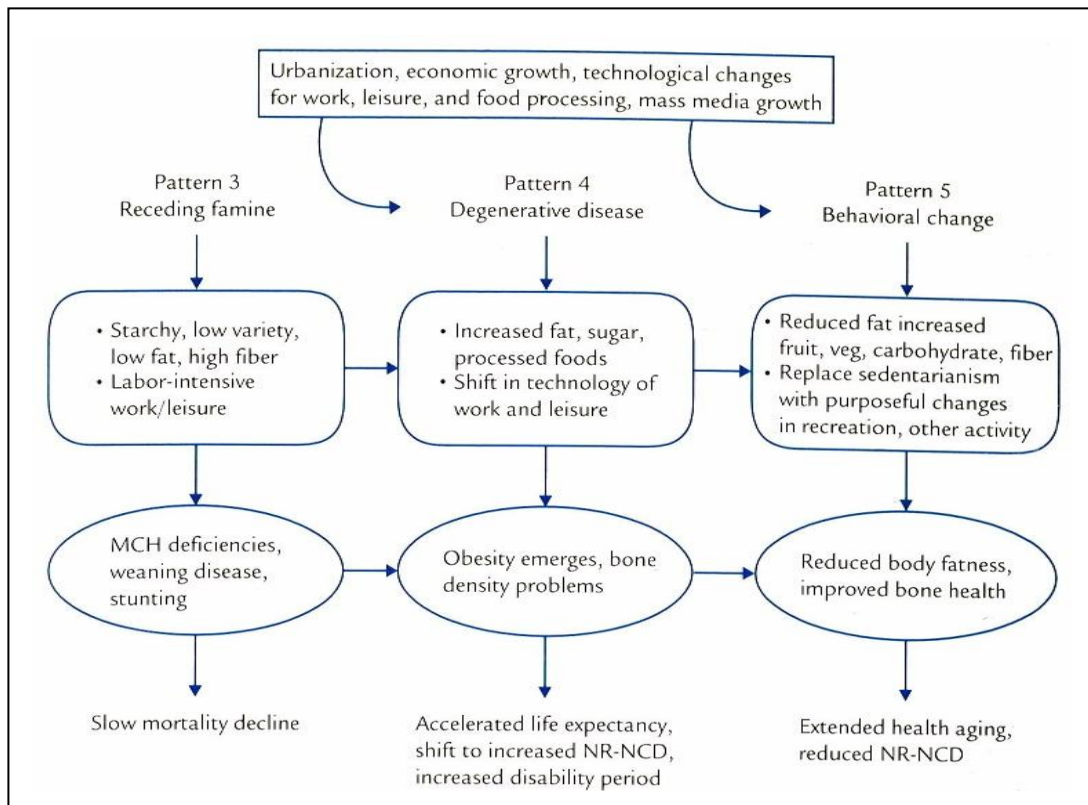 Urbanization, economic growth, technological changes
for work, leisure, and food processing, mass media growth
Pattern 3
Receding famine
Pattern 4
Degenerative disease
Pattern 5
Behavioral change
• Starchy, low variety,
low fat, high fiber
• Labor-intensive
work/leisure
• Increased fat, sugar,
processed foods
• Shift in technology of
work and leisure
• Reduced fat increased
fruit, veg, carbohydrate, fiber
• Replace sedentarianism
with purposeful changes
in recreation, other activity
MCH deficiencies,
weaning disease,
stunting
Obesity emerges, bone
density problems
Reduced body fatness,
improved bone health
Slow mortality decline
Accelerated life expectancy,
shift to increased NR-NCD,
increased disability period
Extended health aging,
reduced NR-NCD